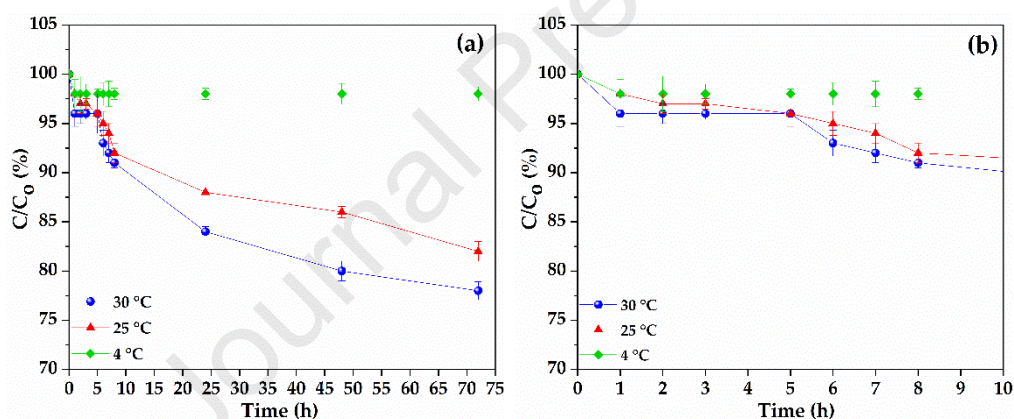 (a)
105
100
95
90
85
80
75
70
C/C₀ (%)
0 5 10 15 20 25 30 35 40 45 50 55 60 65 70 75
Time (h)
30 °C
25 °C
4 °C
(b)
105
100
95
90
85
80
75
70
C/C₀ (%)
0 1 2 3 4 5 6 7 8 9 10
Time (h)
30 °C
25 °C
4 °C
Journal Pre